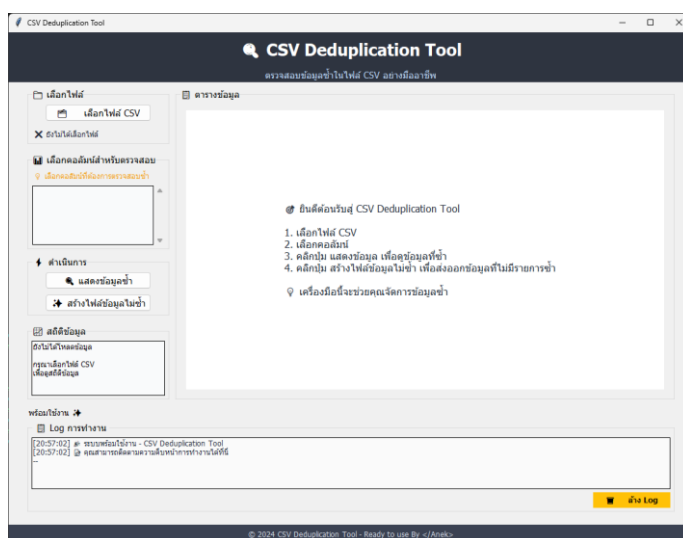 CSV Deduplication Tool
CSV Deduplication Tool
ตรวจสอบข้อมูลซ้ำในไฟล์ CSV อย่างมืออาชีพ
เลือกไฟล์
เลือกไฟล์ CSV
ยังไม่ได้เลือกไฟล์
เลือกคอลัมน์สำหรับตรวจสอบ
เลือกคอลัมน์ที่ต้องการตรวจสอบซ้ำ
ดำเนินการ
แสดงข้อมูลซ้ำ
สร้างไฟล์ข้อมูลไม่ซ้ำ
สถิติข้อมูล
ยังไม่ได้โหลดข้อมูล
กรุณาเลือกไฟล์ CSV
เพื่อดูสถิติข้อมูล
ตารางข้อมูล
ยินดีต้อนรับสู่ CSV Deduplication Tool
1. เลือกไฟล์ CSV
2. เลือกคอลัมน์
3. คลิกปุ่ม แสดงข้อมูล เพื่อดูข้อมูลที่ซ้ำ
4. คลิกปุ่ม สร้างไฟล์ข้อมูลไม่ซ้ำ เพื่อส่งออกข้อมูลที่ไม่มีรายการซ้ำ
เครื่องมือนี้จะช่วยคุณจัดการข้อมูลซ้ำ
พร้อมใช้งาน
Log การทำงาน
[20:57:02] ระบบพร้อมใช้งาน - CSV Deduplication Tool
[20:57:02] คุณสามารถติดตามความคืบหน้าการทำงานได้ที่นี่
--
ล้าง Log
© 2024 CSV Deduplication Tool - Ready to use By </Anek>